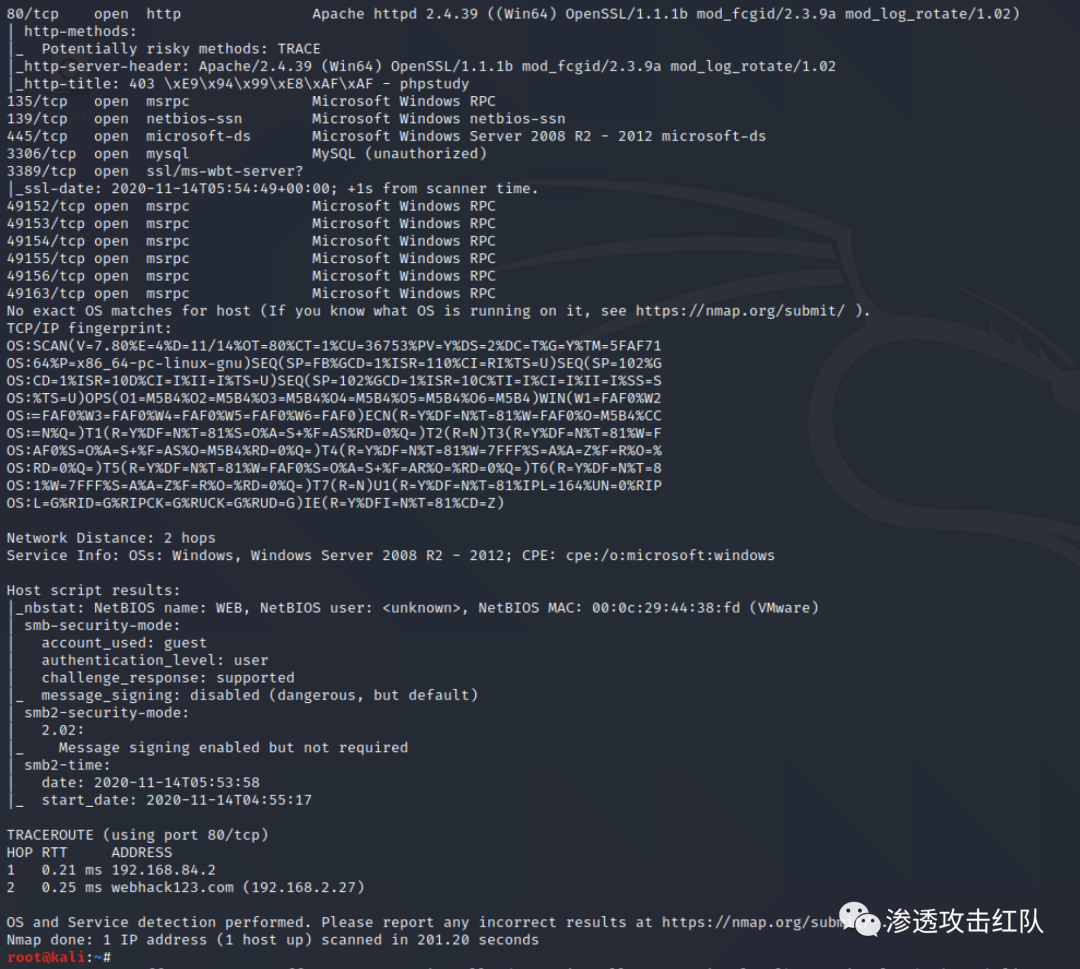 80/tcp    open  http               Apache httpd 2.4.39 ((Win64) OpenSSL/1.1.1b mod_fcgid/2.3.9a mod_log_rotate/1.02)
| http-methods:
|_  Potentially risky methods: TRACE
|_http-server-header: Apache/2.4.39 (Win64) OpenSSL/1.1.1b mod_fcgid/2.3.9a mod_log_rotate/1.02
|_http-title: 403 \xE9\x94\x99\xE8\xAF\xAF - phpstudy
135/tcp   open  msrpc              Microsoft Windows RPC
139/tcp   open  netbios-ssn        Microsoft Windows netbios-ssn
445/tcp   open  microsoft-ds       Microsoft Windows Server 2008 R2 - 2012 microsoft-ds
3306/tcp  open  mysql              MySQL (unauthorized)
3389/tcp  open  ssl/ms-wbt-server?
|_ssl-date: 2020-11-14T05:54:49+00:00; +1s from scanner time.
49152/tcp open  msrpc              Microsoft Windows RPC
49153/tcp open  msrpc              Microsoft Windows RPC
49154/tcp open  msrpc              Microsoft Windows RPC
49155/tcp open  msrpc              Microsoft Windows RPC
49156/tcp open  msrpc              Microsoft Windows RPC
49163/tcp open  msrpc              Microsoft Windows RPC
No exact OS matches for host (If you know what OS is running on it, see https://nmap.org/submit/ ).
TCP/IP fingerprint:
OS:SCAN(V=7.80%E=4%D=11/14%OT=80%CT=1%CU=36753%PV=Y%DS=2%DC=T%G=Y%TM=5FAF71
OS:64%P=x86_64-pc-linux-gnu)SEQ(SP=FB%GCD=1%ISR=110%CI=RI%TS=U)SEQ(SP=102%G
OS:CD=1%ISR=10D%CI=I%II=I%TS=U)SEQ(SP=102%GCD=1%ISR=10C%TI=I%CI=I%II=I%SS=S
OS:%TS=U)OPS(O1=M5B4%O2=M5B4%O3=M5B4%O4=M5B4%O5=M5B4%O6=M5B4)WIN(W1=FAF0%W2
OS:=FAF0%W3=FAF0%W4=FAF0%W5=FAF0%W6=FAF0)ECN(R=Y%DF=N%T=81%W=FAF0%O=M5B4%CC
OS:=N%Q=)T1(R=Y%DF=N%T=81%S=O%A=S+%F=AS%RD=0%Q=)T2(R=N)T3(R=Y%DF=N%T=81%W=F
OS:AF0%S=O%A=S+%F=AS%O=M5B4%RD=0%Q=)T4(R=Y%DF=N%T=81%W=7FFF%S=A%A=Z%F=R%O=%
OS:RD=0%Q=)T5(R=Y%DF=N%T=81%W=FAF0%S=O%A=S+%F=AR%O=%RD=0%Q=)T6(R=Y%DF=N%T=8
OS:1%W=7FFF%S=A%A=Z%F=R%O=%RD=0%Q=)T7(R=N)U1(R=Y%DF=N%T=81%IPL=164%UN=0%RIP
OS:L=G%RID=G%RIPCK=G%RUCK=G%RUD=G)IE(R=Y%DFI=N%T=81%CD=Z)
Network Distance: 2 hops
Service Info: OSs: Windows, Windows Server 2008 R2 - 2012; CPE: cpe:/o:microsoft:windows
Host script results:
|_nbstat: NetBIOS name: WEB, NetBIOS user: <unknown>, NetBIOS MAC: 00:0c:29:44:38:fd (VMware)
| smb-security-mode:
|   account_used: guest
|   authentication_level: user
|   challenge_response: supported
|_  message_signing: disabled (dangerous, but default)
| smb2-security-mode:
|   2.02:
|_    Message signing enabled but not required
| smb2-time:
|   date: 2020-11-14T05:53:58
|_  start_date: 2020-11-14T04:55:17
TRACEROUTE (using port 80/tcp)
HOP RTT     ADDRESS
1   0.21 ms 192.168.84.2
2   0.25 ms webhack123.com (192.168.2.27)
OS and Service detection performed. Please report any incorrect results at https://nmap.org/subm
Nmap done: 1 IP address (1 host up) scanned in 201.20 seconds
root@kali:~#
渗透攻击红队